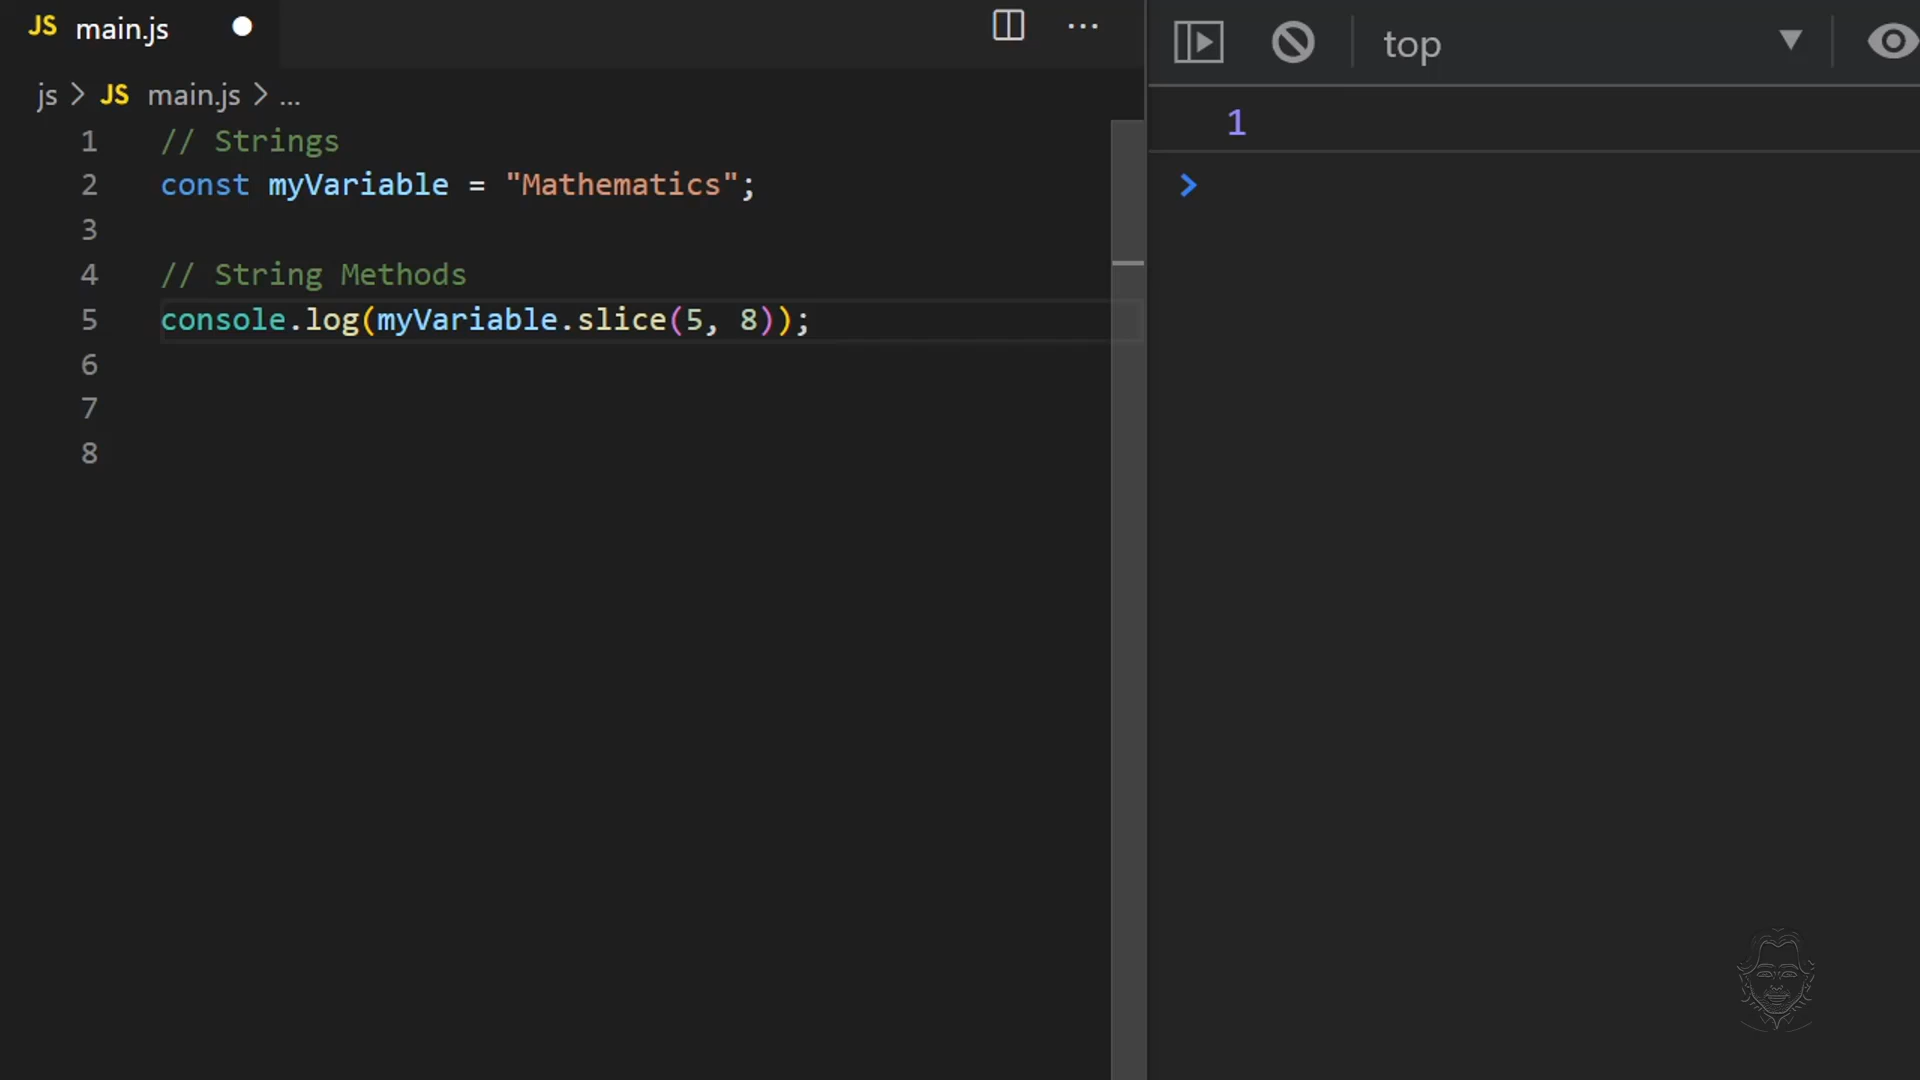 JS main.js
js > JS main.js > ...
1 // Strings
2 const myVariable = "Mathematics";
3
4 // String Methods
5 console.log(myVariable.slice(5, 8));
6
7
8
top
1
>